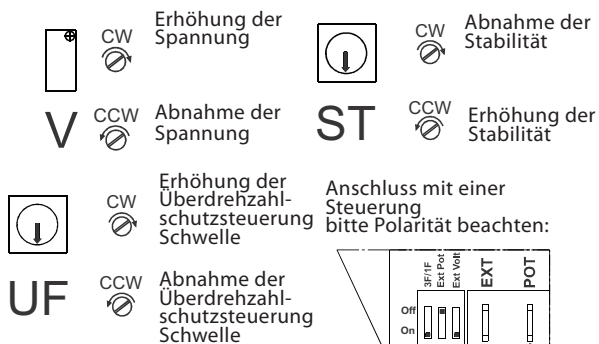 CW
Erhöhung der
Spannung
V
CCW
Abnahme der
Spannung
CW
Abnahme der
Stabilität
ST
CCW
Erhöhung der
Stabilität
CW
Erhöhung der
Überdrehzahl-
schutzsteuerung
Schwelle
UF
CCW
Abnahme der
Überdrehzahl-
schutzsteuerung
Schwelle
Anschluss mit einer
Steuerung
bitte Polarität beachten:
3F/1F
Ext Pot
Ext Volt
EXT
POT
Off
On